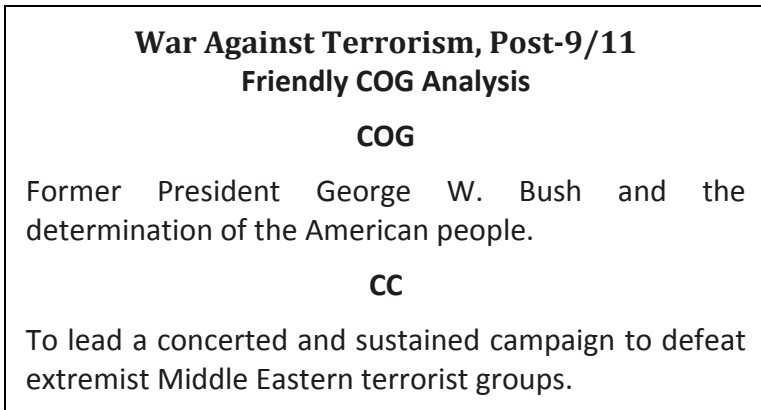 War Against Terrorism, Post-9/11
Friendly COG Analysis
COG
Former President George W. Bush and the
determination of the American people.
CC
To lead a concerted and sustained campaign to defeat
extremist Middle Eastern terrorist groups.